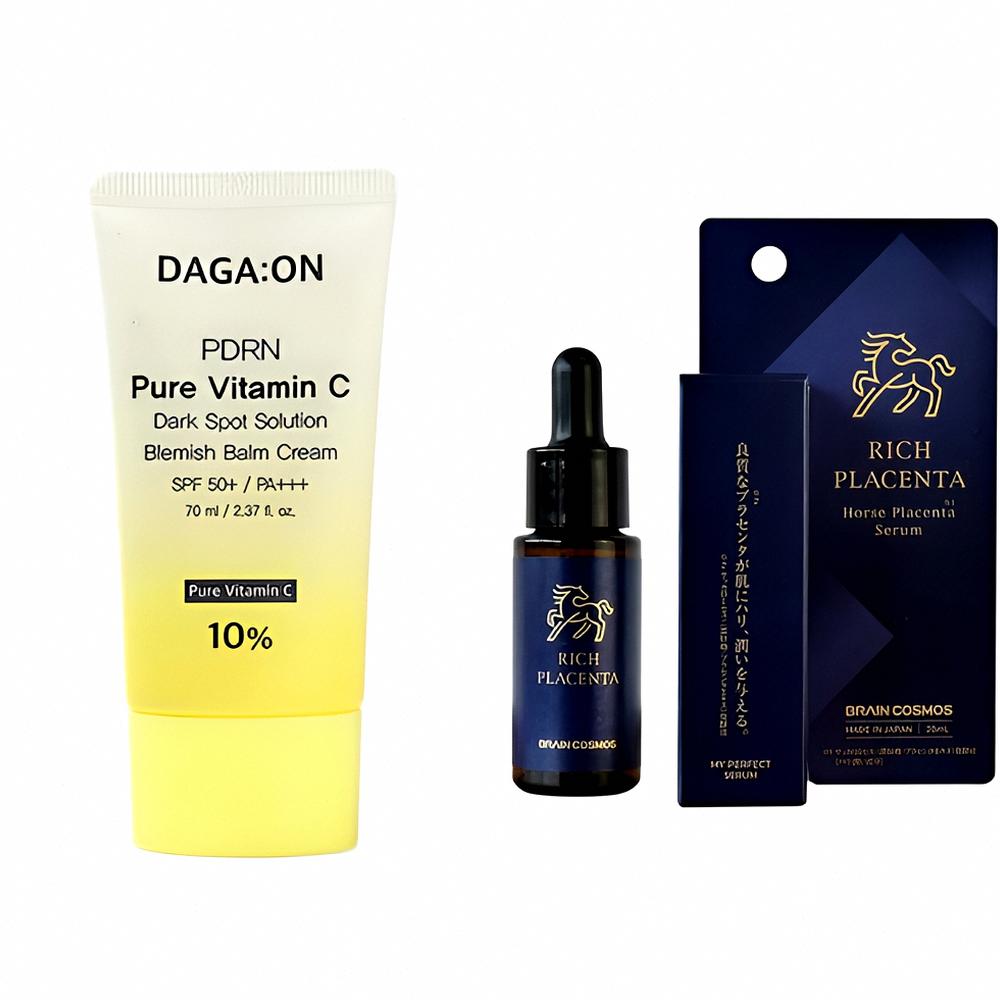 DAGA:ON
PDRN
Pure Vitamin C
Dark Spot Solution
Blemish Balm Cream
SPF 50+ / PA+++
70 ml / 2.37 fl. oz.
Pure Vitamin C
10%
RICH
PLACENTA
BRAIN COSMOS
良質なプラセンタが肌にハリ、潤いを与える。
MY PERFECT
SERUM
RICH
PLACENTA
Horse Placenta
Serum
BRAIN COSMOS
MADE IN JAPAN | 20mL